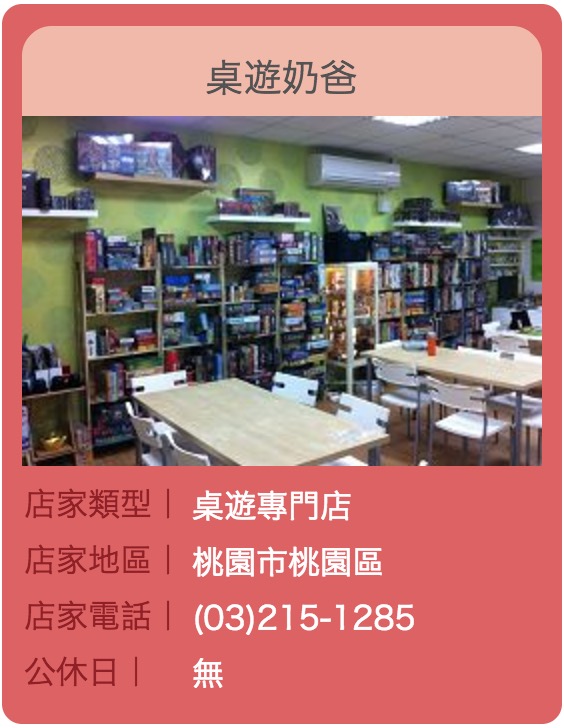 桌遊奶爸
店家類型｜ 桌遊專門店
店家地區｜ 桃園市桃園區
店家電話｜ (03)215-1285
公休日｜ 無